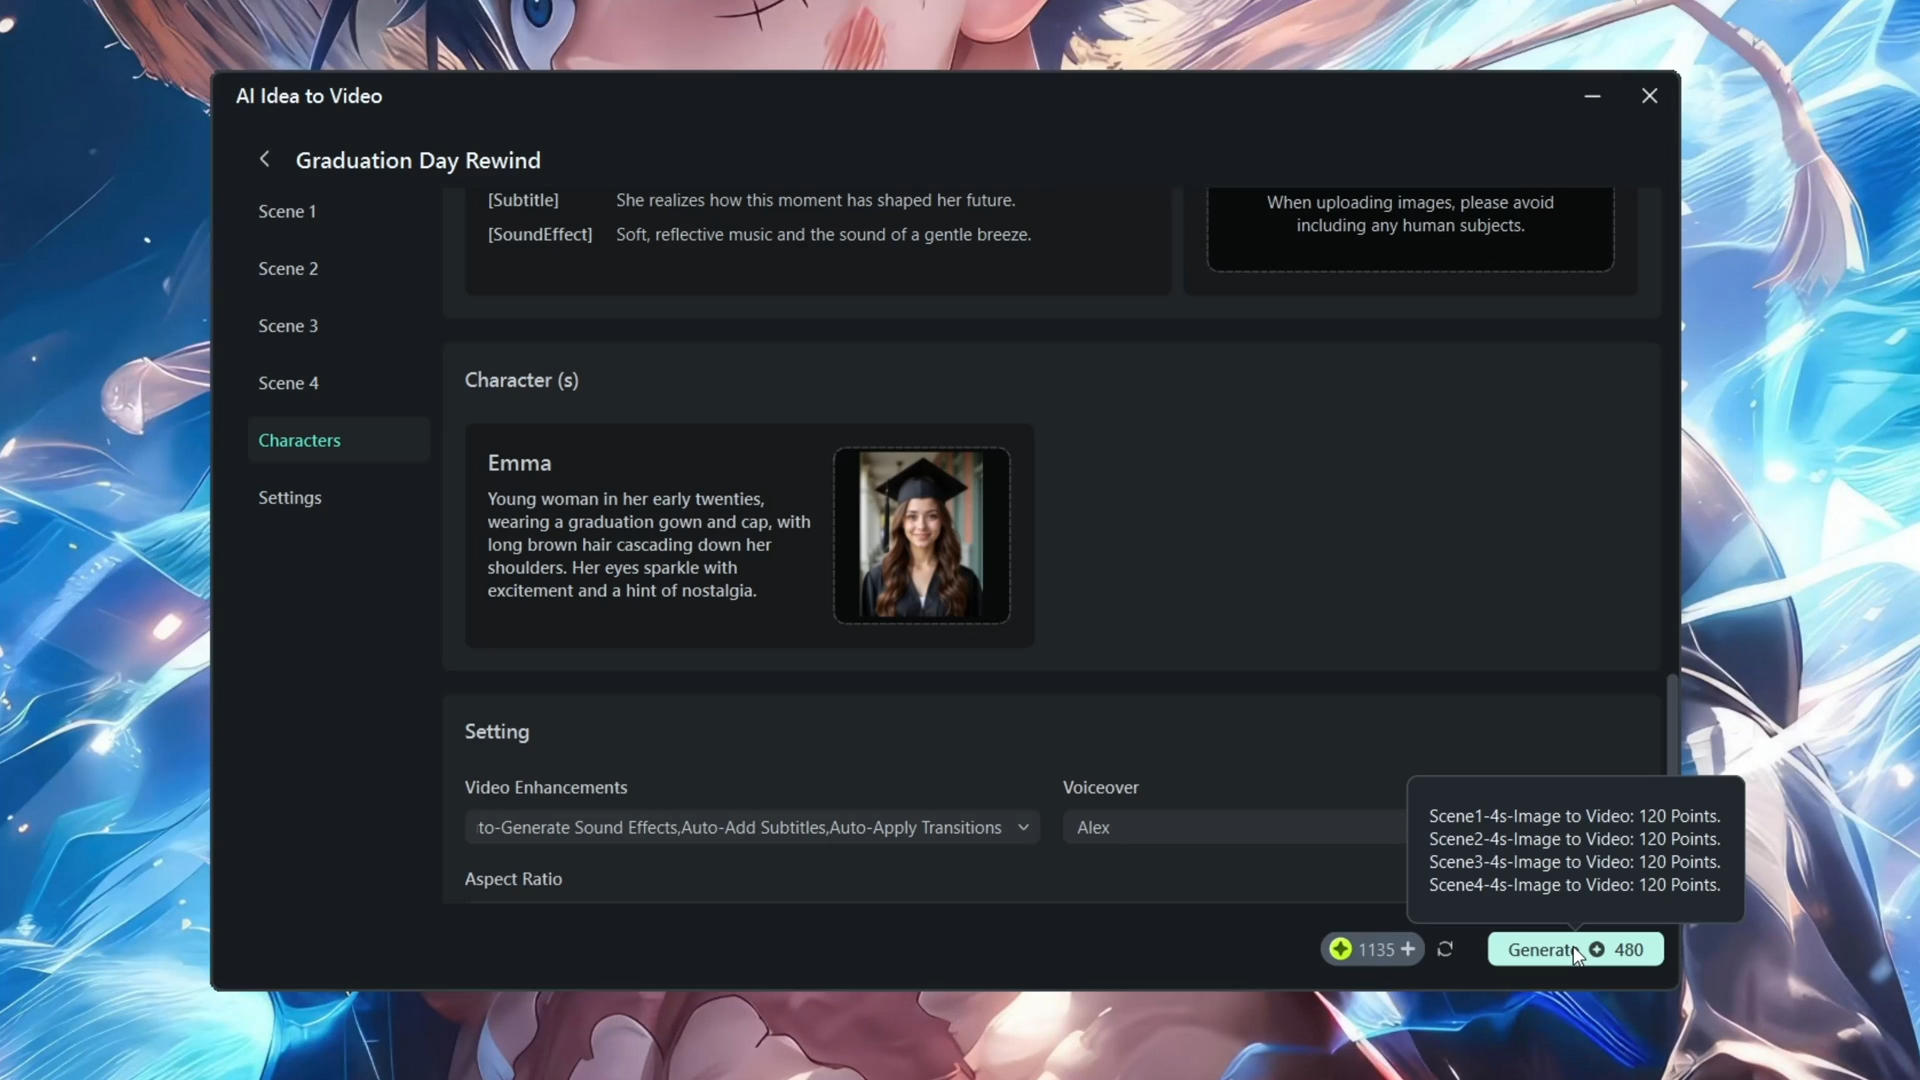 AI Idea to Video
Graduation Day Rewind
Scene 1
Scene 2
Scene 3
Scene 4
Characters
Settings
[Subtitle] She realizes how this moment has shaped her future.
[SoundEffect] Soft, reflective music and the sound of a gentle breeze.
When uploading images, please avoid
including any human subjects.
Character (s)
Emma
Young woman in her early twenties,
wearing a graduation gown and cap, with
long brown hair cascading down her
shoulders. Her eyes sparkle with
excitement and a hint of nostalgia.
Setting
Video Enhancements
to-Generate Sound Effects,Auto-Add Subtitles,Auto-Apply Transitions
Voiceover
Alex
Aspect Ratio
Scene1-4s-Image to Video: 120 Points.
Scene2-4s-Image to Video: 120 Points.
Scene3-4s-Image to Video: 120 Points.
Scene4-4s-Image to Video: 120 Points.
1135 +
Generate 480